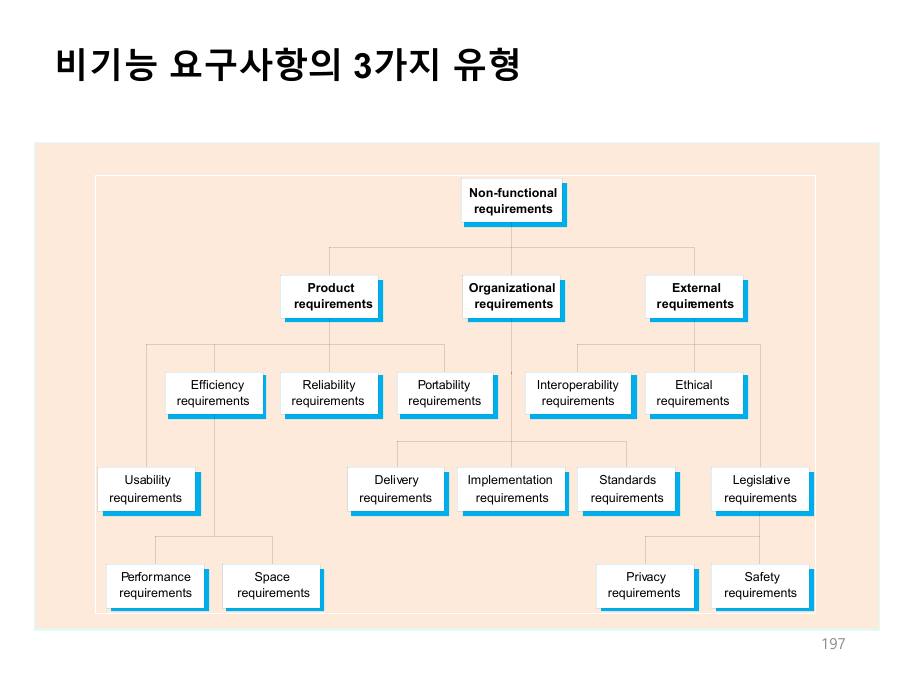 비기능 요구사항의 3가지 유형
Non-functional
requirements
Product
requirements
Organizational
requirements
External
requirements
Efficiency
requirements
Reliability
requirements
Portability
requirements
Interoperability
requirements
Ethical
requirements
Usability
requirements
Delivery
requirements
Implementation
requirements
Standards
requirements
Legislative
requirements
Performance
requirements
Space
requirements
Privacy
requirements
Safety
requirements
197